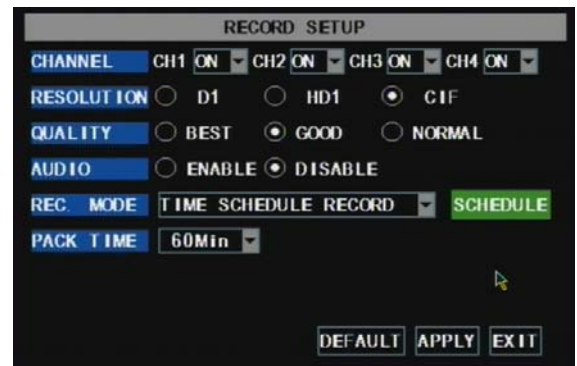 RECORD SETUP
CHANNEL CH1 ON CH2 ON CH3 ON CH4 ON
RESOLUTION D1 HD1 CIF
QUALITY BEST GOOD NORMAL
AUDIO ENABLE DISABLE
REC. MODE TIME SCHEDULE RECORD SCHEDULE
PACK TIME 60Min
DEFAULT APPLY EXIT